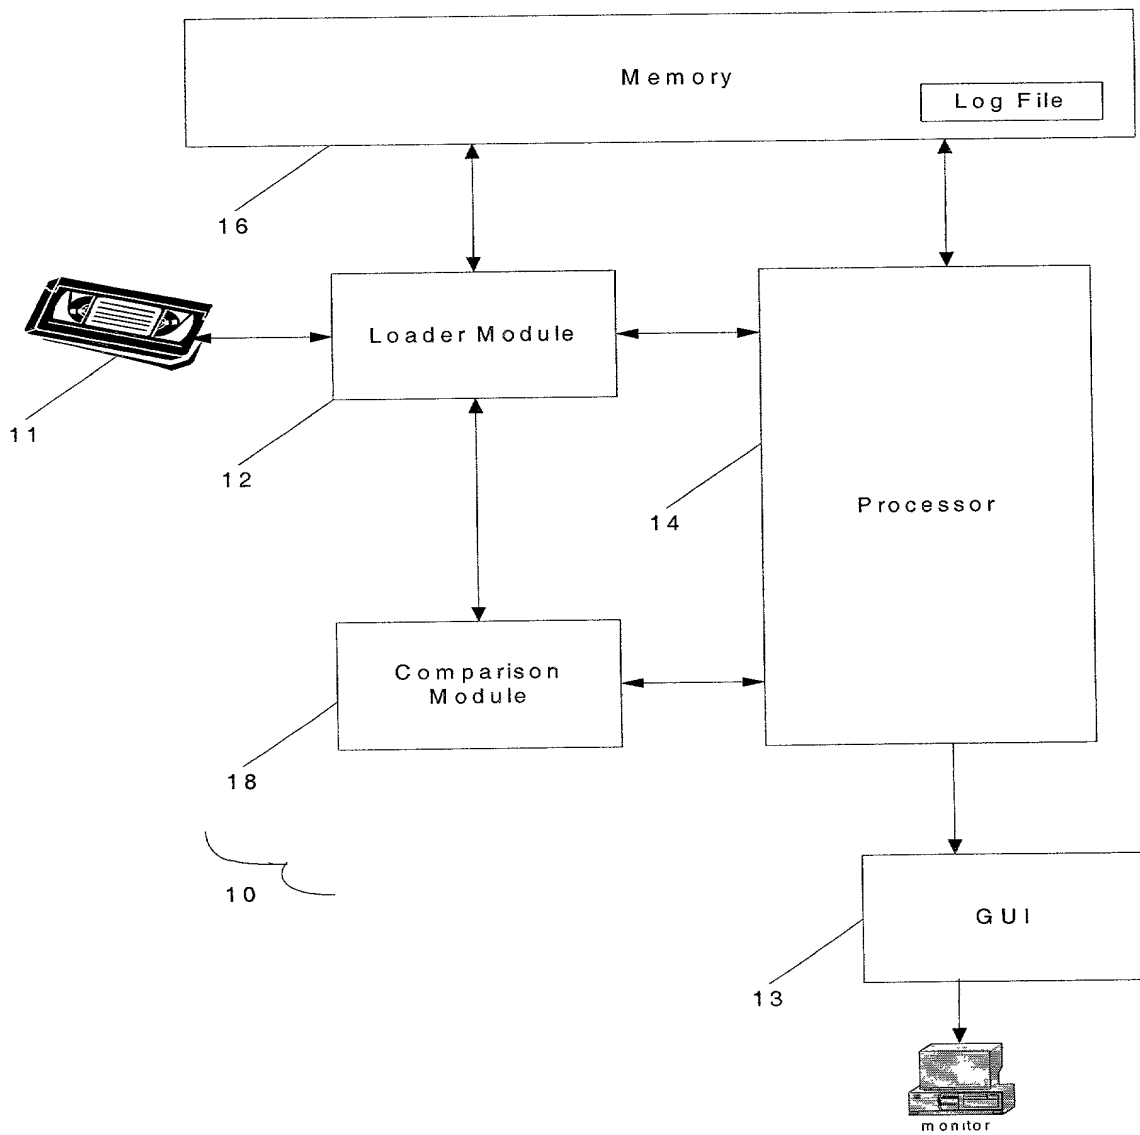 Memory
Log File
16
Loader Module
11
12
14
Processor
Comparison
Module
18
10
GUI
13
monitor